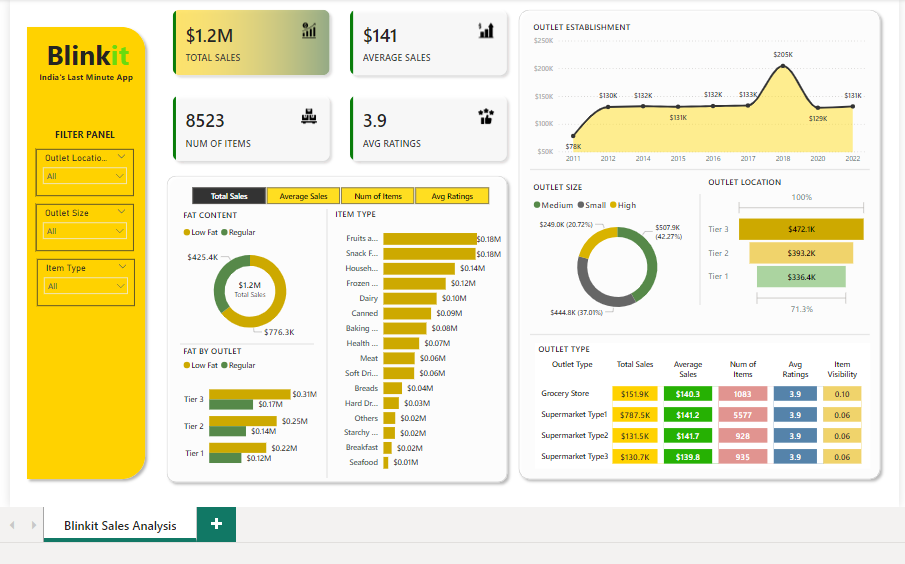 Blinkit
India's Last Minute App
FILTER PANEL
Outlet Locatio...
All
Outlet Size
All
Item Type
All
$1.2M
TOTAL SALES
$141
AVERAGE SALES
8523
NUM OF ITEMS
3.9
AVG RATINGS
Total Sales
Average Sales
Num of Items
Avg Ratings
FAT CONTENT
Low Fat Regular
$425.4K
$1.2M
Total Sales
$776.3K
FAT BY OUTLET
Low Fat Regular
Tier 3 $0.31M
$0.17M
Tier 2 $0.25M
$0.14M
Tier 1 $0.22M
$0.12M
ITEM TYPE
Fruits a... $0.18M
Snack F... $0.18M
Househ... $0.14M
Frozen ... $0.12M
Dairy $0.10M
Canned $0.09M
Baking ... $0.08M
Health ... $0.07M
Meat $0.06M
Soft Dri... $0.06M
Breads $0.04M
Hard Dr... $0.03M
Others $0.02M
Starchy ... $0.02M
Breakfast $0.02M
Seafood $0.01M
OUTLET ESTABLISHMENT
$250K
$200K
$150K
$100K
$50K
$78K
$130K
$132K
$131K
$132K
$133K
$205K
$129K
$131K
2011 2012 2014 2015 2016 2017 2018 2020 2022
OUTLET SIZE
Medium Small High
$249.0K (20.72%)
$507.9K
(42.27%)
$444.8K (37.01%)
OUTLET LOCATION
100%
Tier 3 $472.1K
Tier 2 $393.2K
Tier 1 $336.4K
71.3%
OUTLET TYPE
Outlet Type Total Sales Average Sales Num of Items Avg Ratings Item Visibility
Grocery Store $151.9K $140.3 1083 3.9 0.10
Supermarket Type1 $787.5K $141.2 5577 3.9 0.06
Supermarket Type2 $131.5K $141.7 928 3.9 0.06
Supermarket Type3 $130.7K $139.8 935 3.9 0.06
Blinkit Sales Analysis